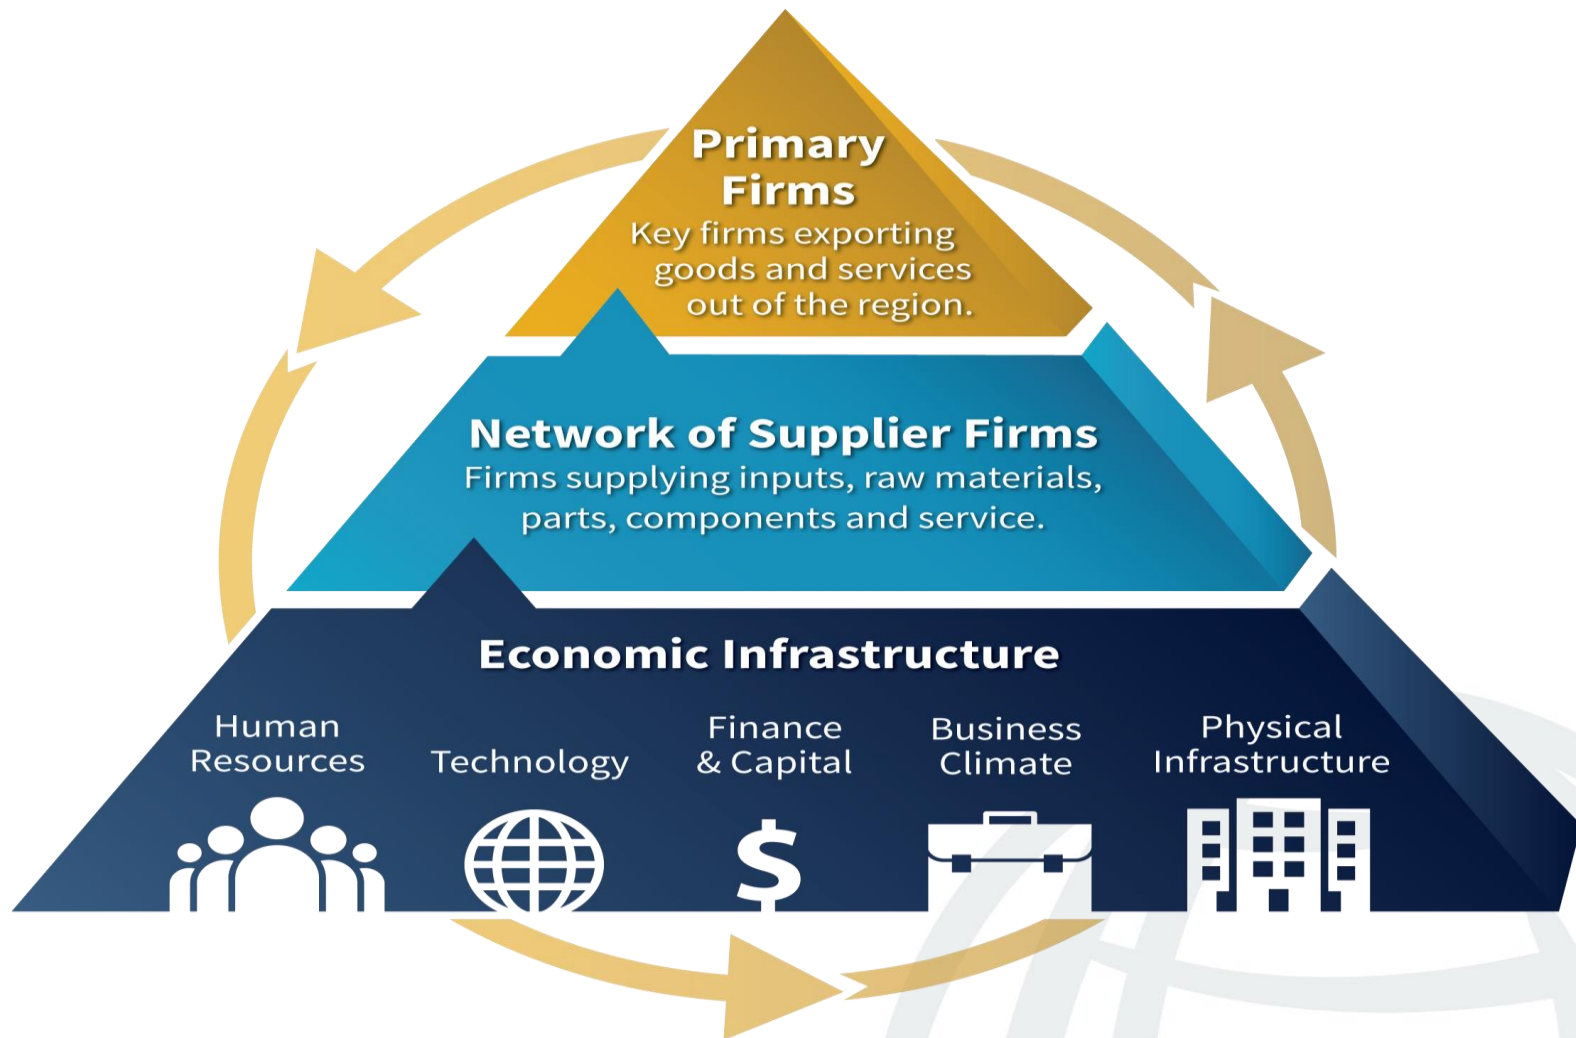 Primary
Firms
Key firms exporting
goods and services
out of the region.
Network of Supplier Firms
Firms supplying inputs, raw materials,
parts, components and service.
Economic Infrastructure
Human
Resources
Technology
Finance
& Capital
Business
Climate
Physical
Infrastructure
$